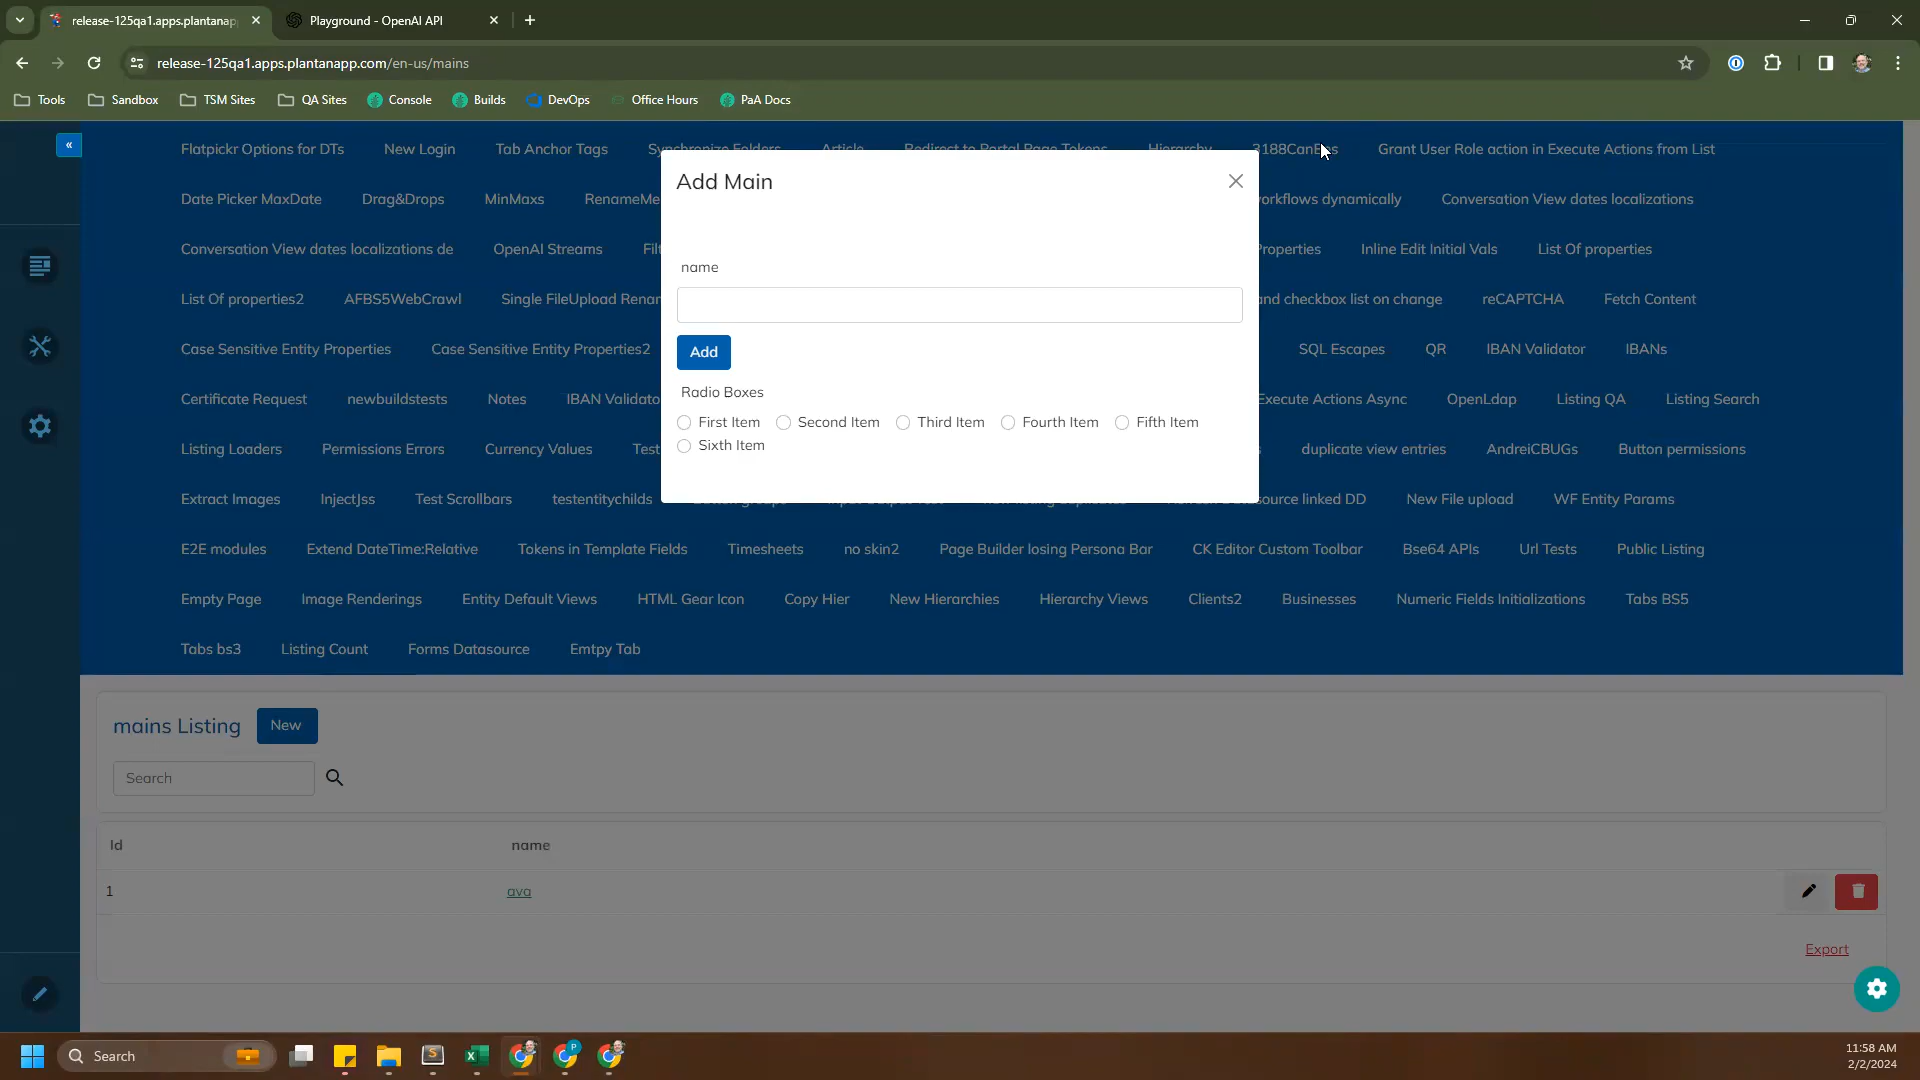 release-125qa1.apps.plantanap
Playground - OpenAI API
release-125qa1.apps.plantanapp.com/en-us/mains
Tools
Sandbox
TSM Sites
QA Sites
Console
Builds
DevOps
Office Hours
PaA Docs
Flatpickr Options for DTs
New Login
Tab Anchor Tags
Synchronize Folders
Article
Redirect to Portal Page Tokens
Hierarchy
Grant User Role action in Execute Actions from List
Date Picker MaxDate
Drag&Drops
MinMaxs
RenameMe
workflows dynamically
Conversation View dates localizations
Conversation View dates localizations de
OpenAI Streams
Properties
Inline Edit Initial Vals
List Of properties
List Of properties2
AFBS5WebCrawl
Single FileUpload Renar
and checkbox list on change
reCAPTCHA
Fetch Content
Case Sensitive Entity Properties
Case Sensitive Entity Properties2
SQL Escapes
QR
IBAN Validator
IBANs
Certificate Request
newbuildstests
Notes
IBAN Validato
Execute Actions Async
OpenLdap
Listing QA
Listing Search
Listing Loaders
Permissions Errors
Currency Values
Test
duplicate view entries
AndreiCBUGs
Button permissions
Extract Images
InjectJss
Test Scrollbars
testentitychilds
source linked DD
New File upload
WF Entity Params
E2E modules
Extend DateTime:Relative
Tokens in Template Fields
Timesheets
no skin2
Page Builder losing Persona Bar
CK Editor Custom Toolbar
Bse64 APIs
Url Tests
Public Listing
Empty Page
Image Renderings
Entity Default Views
HTML Gear Icon
Copy Hier
New Hierarchies
Hierarchy Views
Clients2
Businesses
Numeric Fields Initializations
Tabs BS5
Tabs bs3
Listing Count
Forms Datasource
Emtpy Tab
Add Main
name
Add
Radio Boxes
First Item
Second Item
Third Item
Fourth Item
Fifth Item
Sixth Item
mains Listing
New
Search
Id
name
1
ava
Export
Search
11:58 AM
2/2/2024